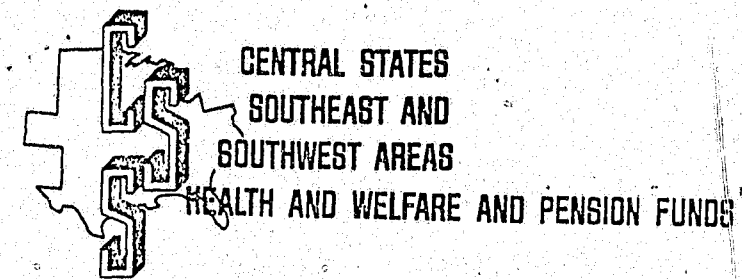 CENTRAL STATES
SOUTHEAST AND
SOUTHWEST AREAS
HEALTH AND WELFARE AND PENSION FUNDS